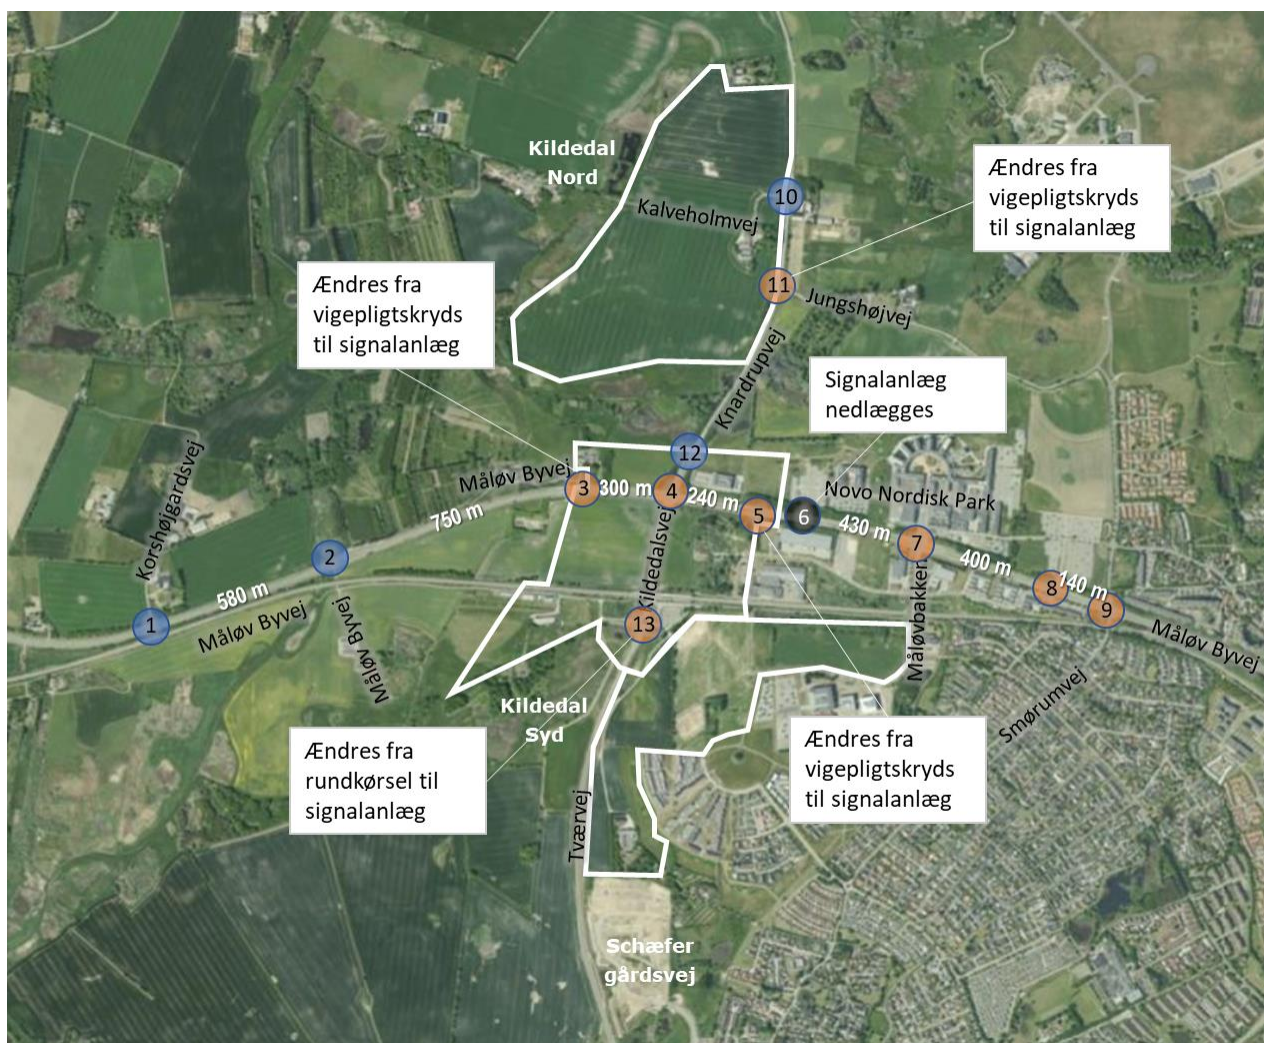 Kildedal
Nord
Kalveholmvej
10
Ændres fra
vigepligtskryds
til signalanlæg
11
Jungshøjvej
Ændres fra
vigepligtskryds
til signalanlæg
Knardrupvej
Signalanlæg
nedlægges
Korshøjgardsvej
12
Måløv Byvej
3
300 m
4
240 m
5
6
Novo Nordisk Park
430 m
7
400 m
8
140 m
9
Måløv Byvej
750 m
2
580 m
1
Måløv Byvej
Måløv Byvej
Kildedalsvej
13
Måløvbakken
Smørumvej
Kildedal
Syd
Ændres fra
rundkørsel til
signalanlæg
Ændres fra
vigepligtskryds
til signalanlæg
Tværvej
Schæfer
gårdsvej